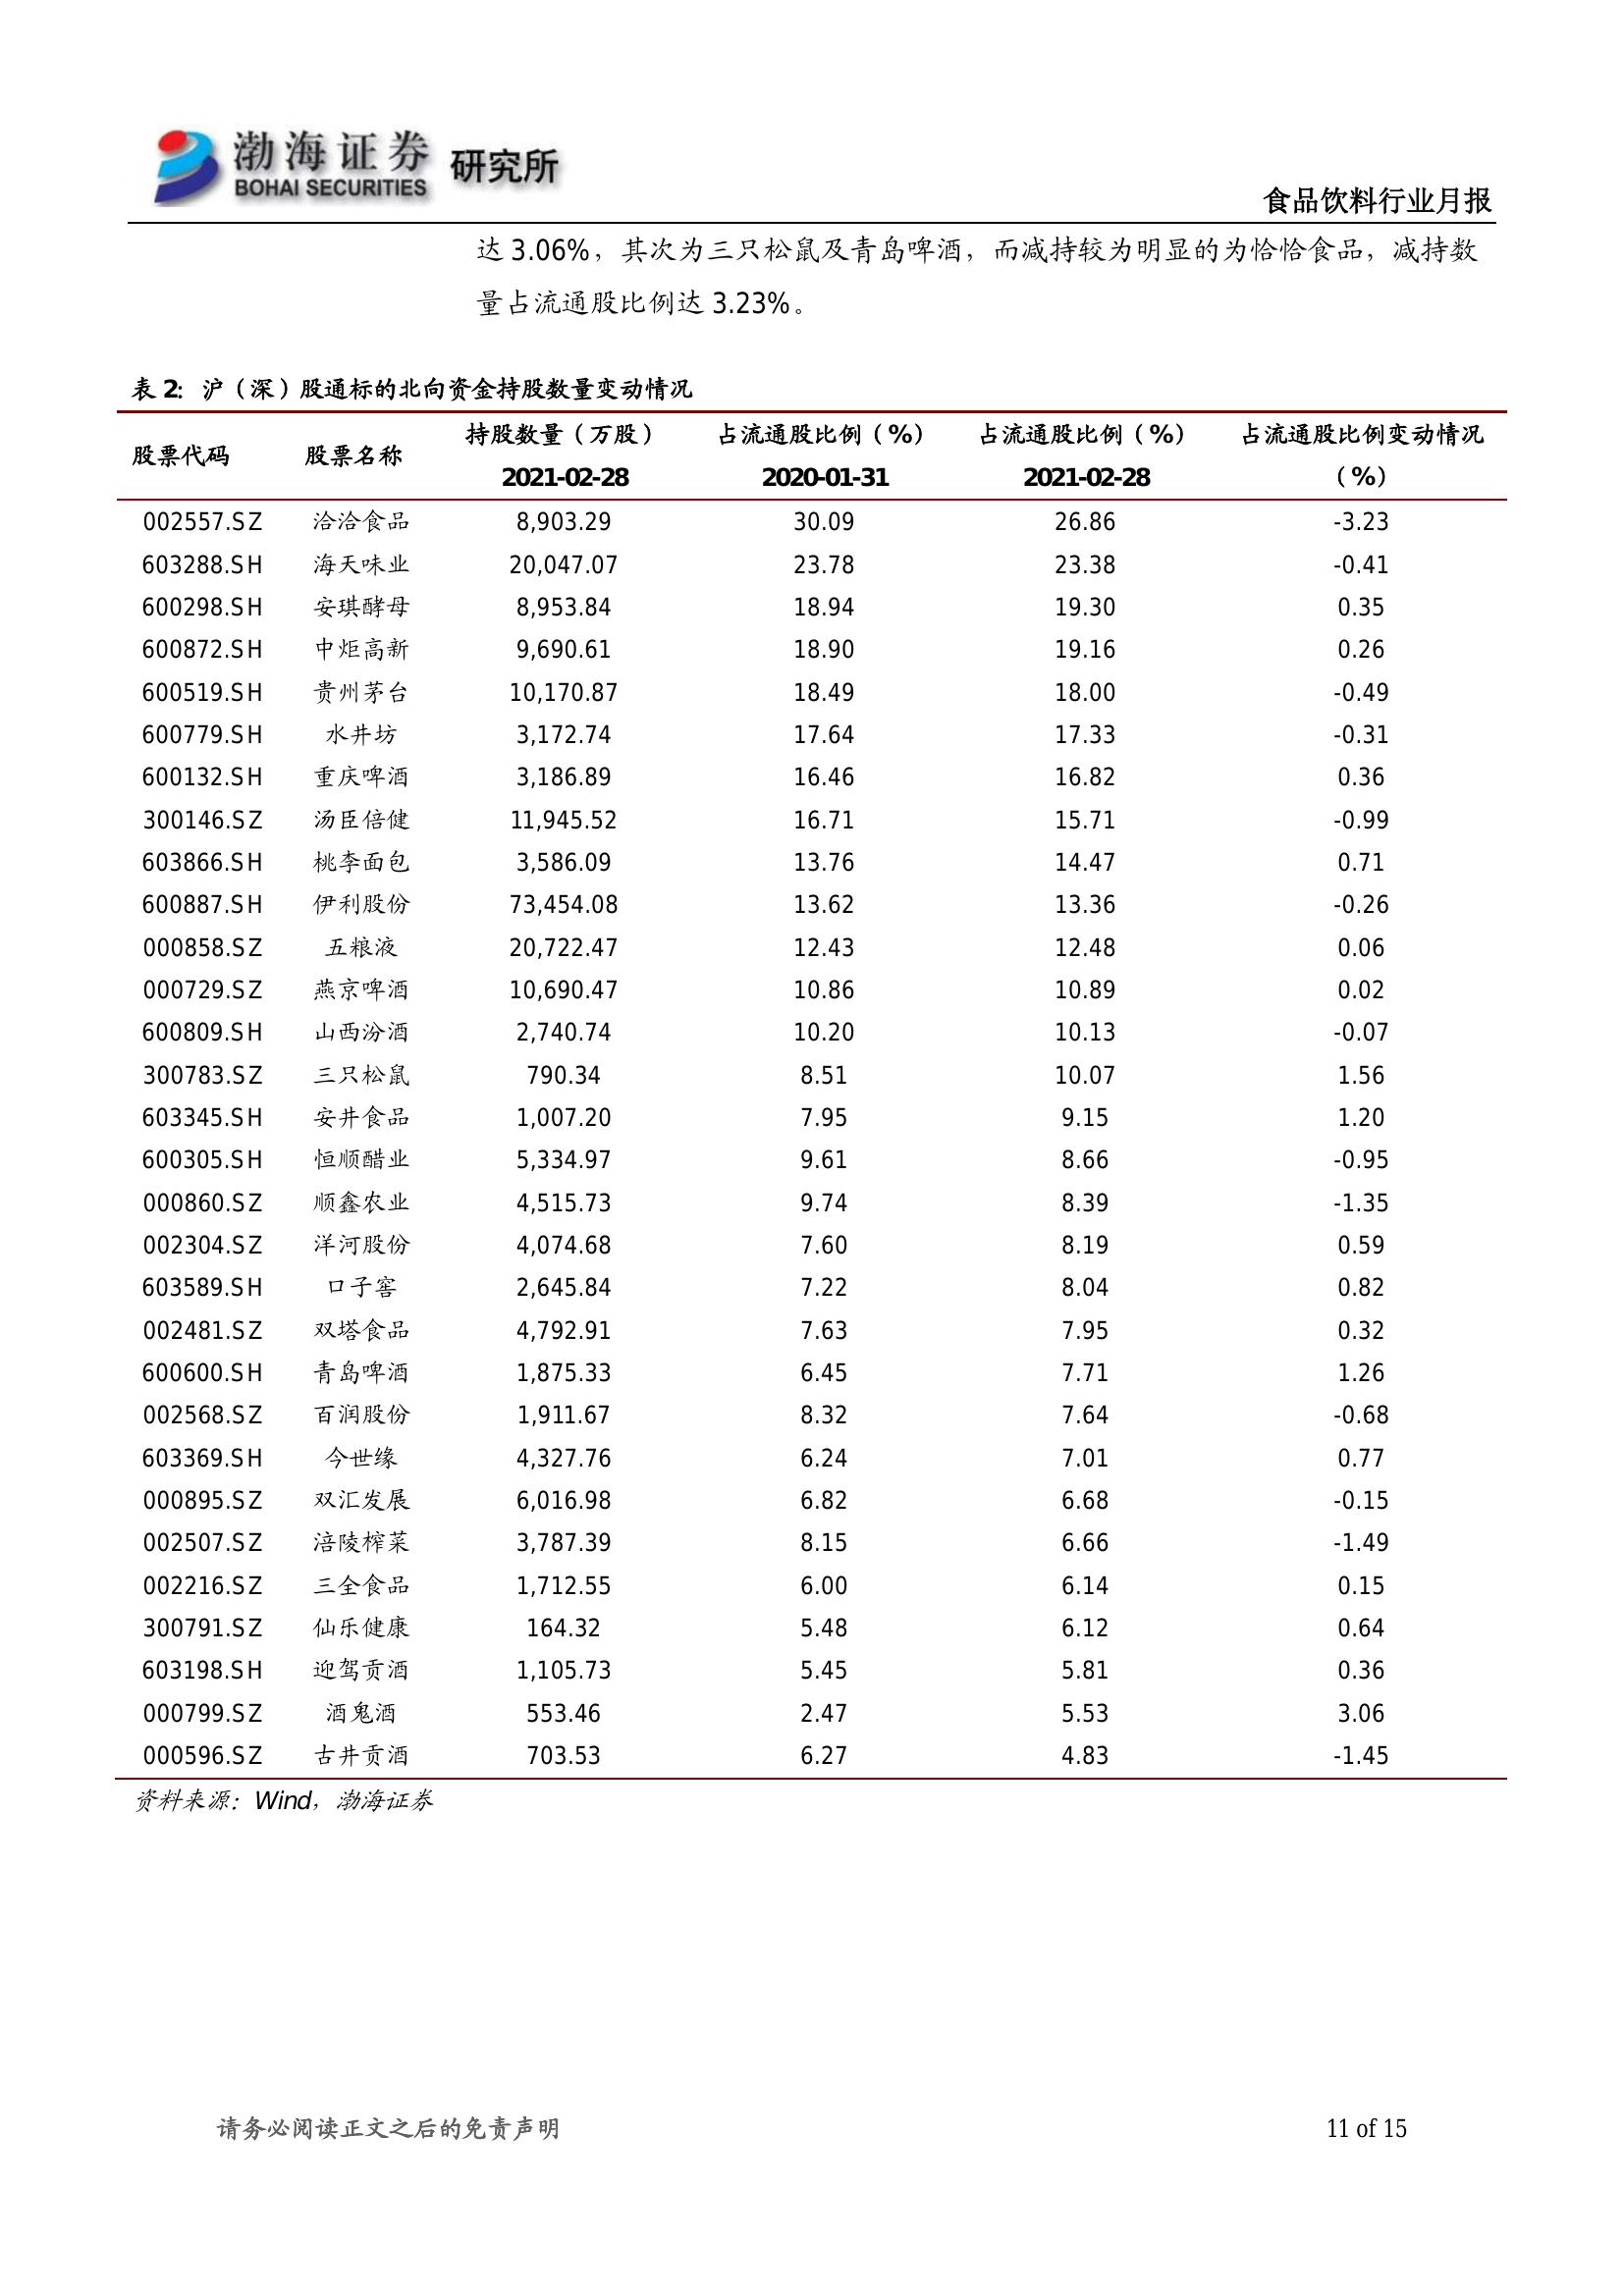 渤海证券 研究所
BOHAI SECURITIES
食品饮料行业月报
达 3.06%，其次为三只松鼠及青岛啤酒，而减持较为明显的为恰恰食品，减持数
量占流通股比例达 3.23%。
表 2：沪（深）股通标的北向资金持股数量变动情况
股票代码 股票名称 持股数量（万股） 占流通股比例（%） 占流通股比例（%） 占流通股比例变动情况
2021-02-28 2020-01-31 2021-02-28 （%）
002557.SZ 洽洽食品 8,903.29 30.09 26.86 -3.23
603288.SH 海天味业 20,047.07 23.78 23.38 -0.41
600298.SH 安琪酵母 8,953.84 18.94 19.30 0.35
600872.SH 中炬高新 9,690.61 18.90 19.16 0.26
600519.SH 贵州茅台 10,170.87 18.49 18.00 -0.49
600779.SH 水井坊 3,172.74 17.64 17.33 -0.31
600132.SH 重庆啤酒 3,186.89 16.46 16.82 0.36
300146.SZ 汤臣倍健 11,945.52 16.71 15.71 -0.99
603866.SH 桃李面包 3,586.09 13.76 14.47 0.71
600887.SH 伊利股份 73,454.08 13.62 13.36 -0.26
000858.SZ 五粮液 20,722.47 12.43 12.48 0.06
000729.SZ 燕京啤酒 10,690.47 10.86 10.89 0.02
600809.SH 山西汾酒 2,740.74 10.20 10.13 -0.07
300783.SZ 三只松鼠 790.34 8.51 10.07 1.56
603345.SH 安井食品 1,007.20 7.95 9.15 1.20
600305.SH 恒顺醋业 5,334.97 9.61 8.66 -0.95
000860.SZ 顺鑫农业 4,515.73 9.74 8.39 -1.35
002304.SZ 洋河股份 4,074.68 7.60 8.19 0.59
603589.SH 口子窖 2,645.84 7.22 8.04 0.82
002481.SZ 双塔食品 4,792.91 7.63 7.95 0.32
600600.SH 青岛啤酒 1,875.33 6.45 7.71 1.26
002568.SZ 百润股份 1,911.67 8.32 7.64 -0.68
603369.SH 今世缘 4,327.76 6.24 7.01 0.77
000895.SZ 双汇发展 6,016.98 6.82 6.68 -0.15
002507.SZ 涪陵榨菜 3,787.39 8.15 6.66 -1.49
002216.SZ 三全食品 1,712.55 6.00 6.14 0.15
300791.SZ 仙乐健康 164.32 5.48 6.12 0.64
603198.SH 迎驾贡酒 1,105.73 5.45 5.81 0.36
000799.SZ 酒鬼酒 553.46 2.47 5.53 3.06
000596.SZ 古井贡酒 703.53 6.27 4.83 -1.45
资料来源：Wind，渤海证券
请务必阅读正文之后的免责声明 11 of 15